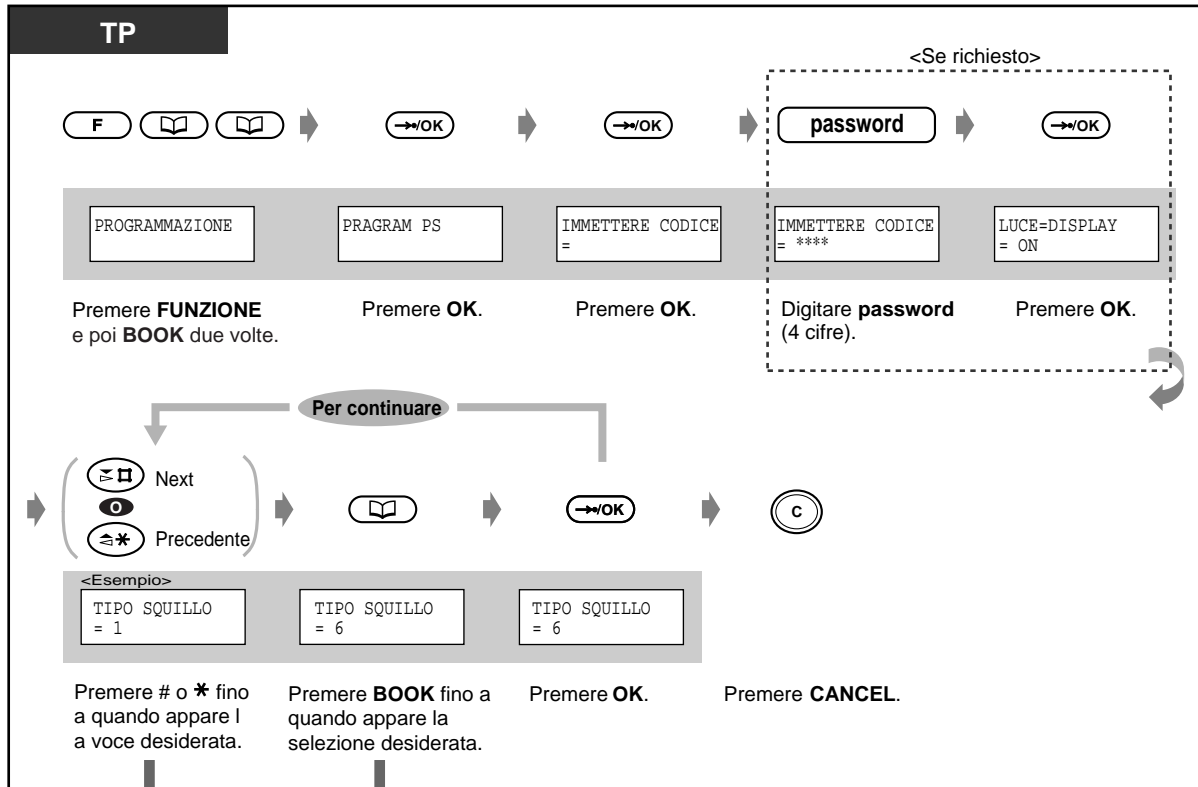 TP
<Se richiesto>
F
/OK
/OK
password
/OK
PROGRAMMAZIONE
PRAGRAM PS
IMMETTERE CODICE
=
IMMETTERE CODICE
= ****
LUCE=DISPLAY
= ON
Premere FUNZIONE
e poi BOOK due volte.
Premere OK.
Premere OK.
Digitare password
(4 cifre).
Premere OK.
Per continuare
Next
O
Precedente
/OK
C
<Esempio>
TIPO SQUILLO
= 1
TIPO SQUILLO
= 6
TIPO SQUILLO
= 6
Premere # o * fino
a quando appare l
a voce desiderata.
Premere BOOK fino a
quando appare la
selezione desiderata.
Premere OK.
Premere CANCEL.